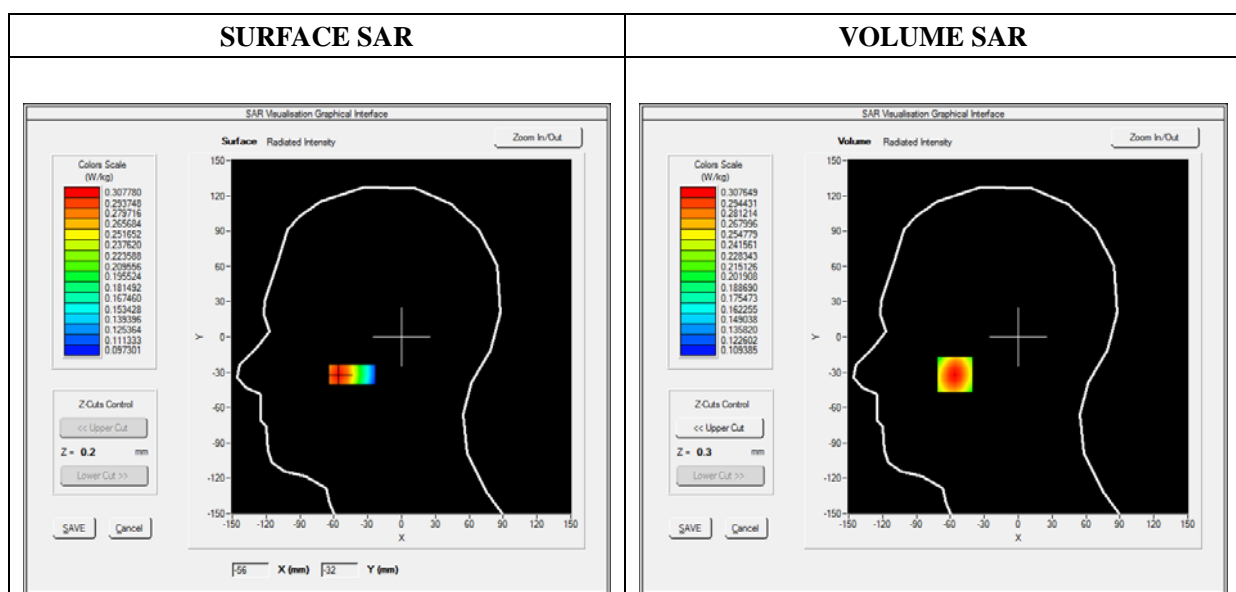 SURFACE SAR
VOLUME SAR
SAR Visualisation Graphical Interface
Surface Radiated Intensity
Zoom In/Out
Colors Scale
(W/kg)
0.307780
0.293748
0.279716
0.265684
0.251652
0.237620
0.223588
0.209556
0.195524
0.181492
0.167460
0.153428
0.139396
0.125364
0.111333
0.097301
Z-Cuts Control
<< Upper Cut
Z = 0.2 mm
Lower Cut >>
SAVE Cancel
150
120
90
60
30
0
-30
-60
-90
-120
-150
Y
-150 -120 -90 -60 -30 0 30 60 90 120 150
X
-56 X (mm) -32 Y (mm)
SAR Visualisation Graphical Interface
Volume Radiated Intensity
Zoom In/Out
Colors Scale
(W/kg)
0.307649
0.294431
0.281214
0.267996
0.254779
0.241561
0.228343
0.215126
0.201908
0.188690
0.175473
0.162255
0.149038
0.135820
0.122602
0.109385
Z-Cuts Control
<< Upper Cut
Z = 0.3 mm
Lower Cut >>
SAVE Cancel
150
120
90
60
30
0
-30
-60
-90
-120
-150
Y
-150 -120 -90 -60 -30 0 30 60 90 120 150
X